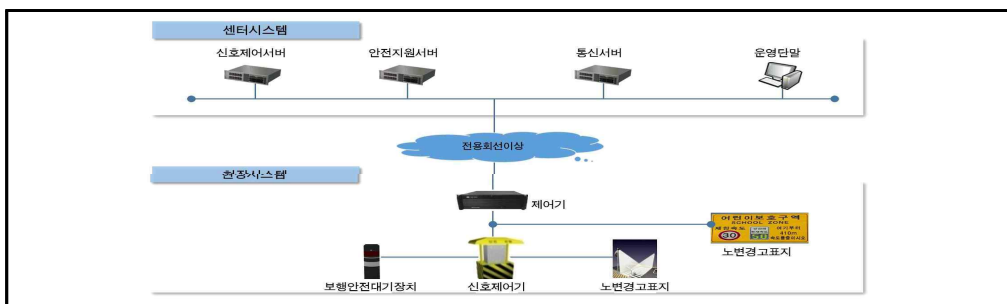 센터시스템
신호제어서버
안전지원서버
통신서버
운영단말
전용회선이상
현장시스템
제어기
어린이보호구역
SCHOOL ZONE
30
50
410m
노변경고표지
보행안전대기장치
신호제어기
노변경고표지